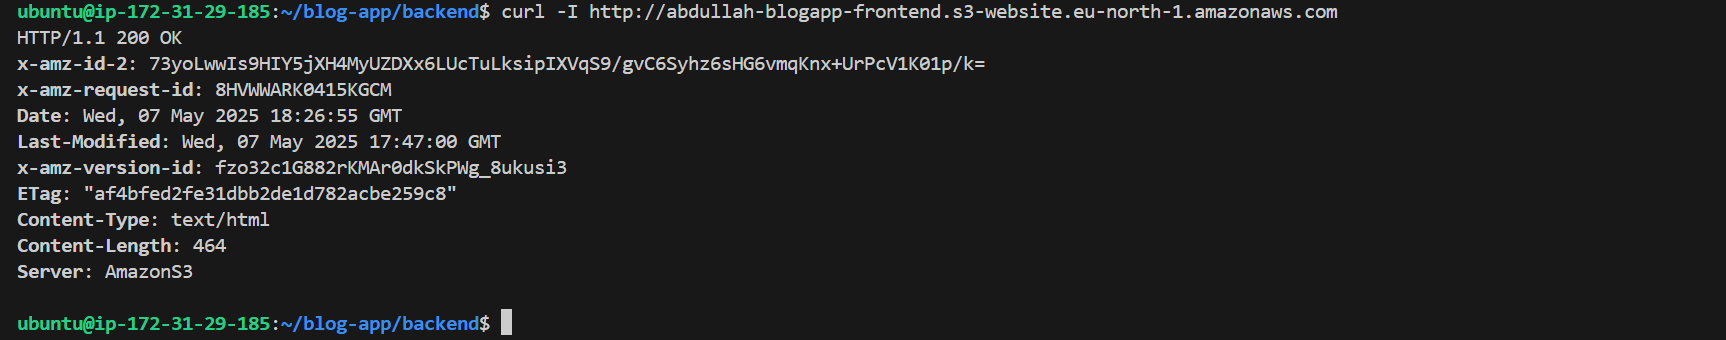 ubuntu@ip-172-31-29-185:~/blog-app/backend$ curl -I http://abdullah-blogapp-frontend.s3-website.eu-north-1.amazonaws.com
HTTP/1.1 200 OK
x-amz-id-2: 73yoLwwIs9HIY5jXH4MyUZDXx6LUcTuLksipIXVqS9/gvC6Syhz6sHG6vmqKnx+UrPcV1K01p/k=
x-amz-request-id: 8HVWWARK0415KGCM
Date: Wed, 07 May 2025 18:26:55 GMT
Last-Modified: Wed, 07 May 2025 17:47:00 GMT
x-amz-version-id: fzo32c1G882rKMAr0dkSkPWg_8ukusi3
ETag: "af4bfed2fe31dbb2de1d782acbe259c8"
Content-Type: text/html
Content-Length: 464
Server: AmazonS3
ubuntu@ip-172-31-29-185:~/blog-app/backend$